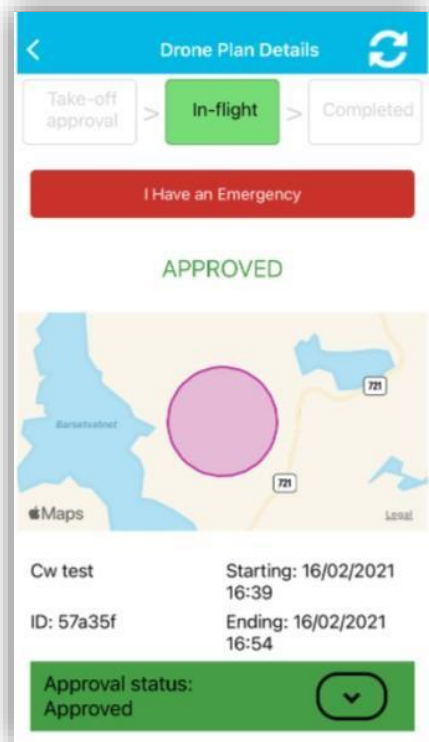 Drone Plan Details
Take-off
approval
>
In-flight
>
Completed
I Have an Emergency
APPROVED
721
Barsetvatnet
721
Maps
Legal
Cw test
Starting: 16/02/2021
16:39
ID: 57a35f
Ending: 16/02/2021
16:54
Approval status:
Approved